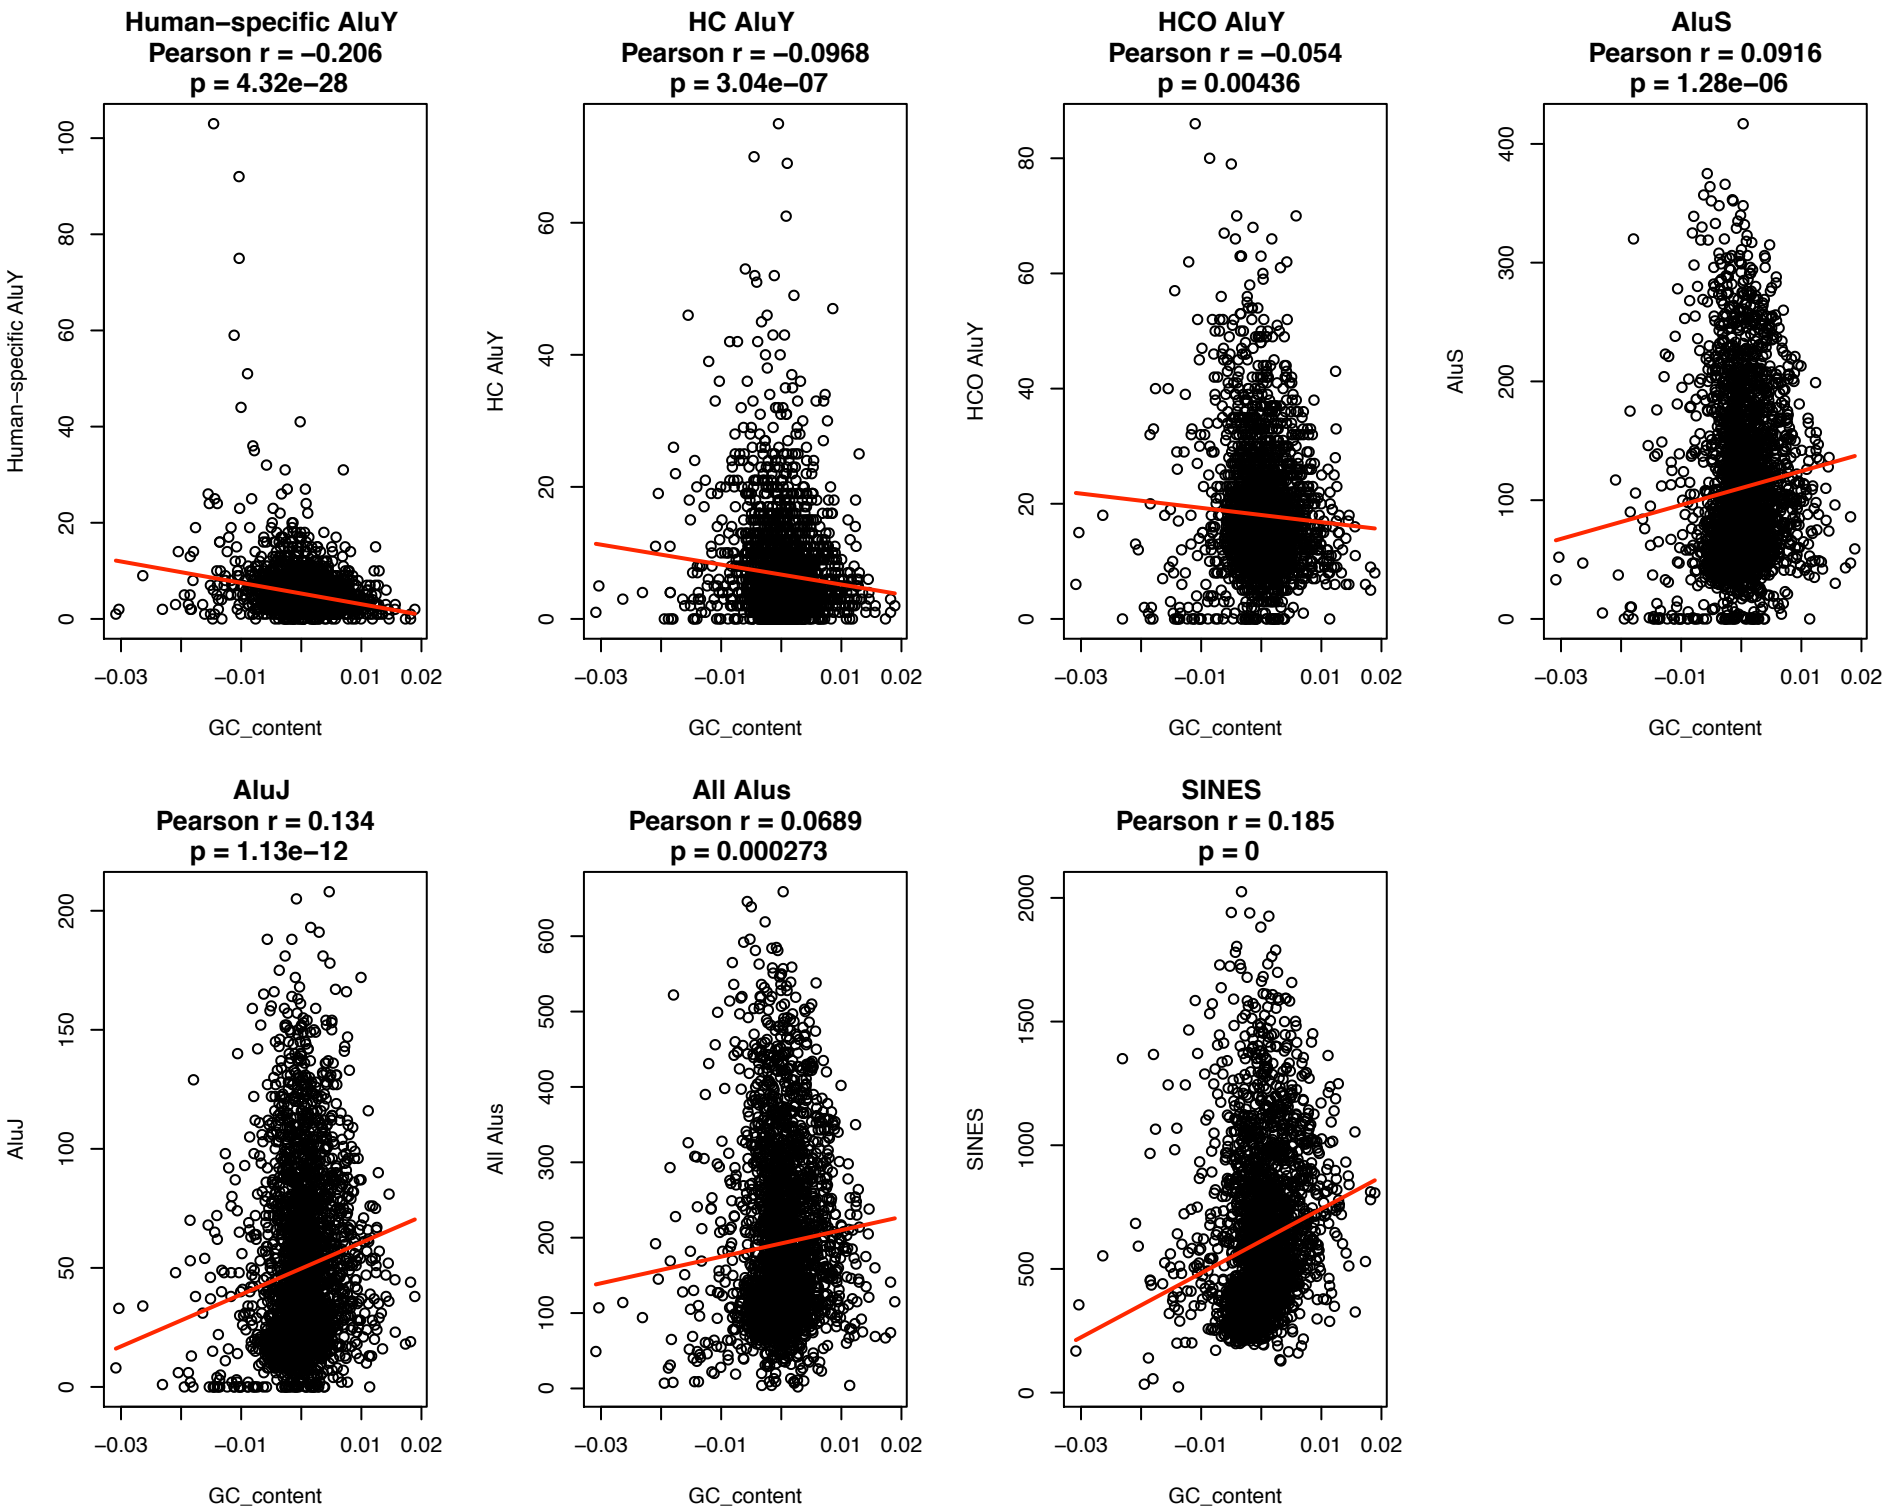 Human−specific AluY
Pearson r = −0.206
p = 4.32e−28
Human−specific AluY
0
20
40
60
80
100
−0.03
−0.01
0.01
0.02
GC_content
HC AluY
Pearson r = −0.0968
p = 3.04e−07
HC AluY
0
20
40
60
−0.03
−0.01
0.01
0.02
GC_content
HCO AluY
Pearson r = −0.054
p = 0.00436
HCO AluY
0
20
40
60
80
−0.03
−0.01
0.01
0.02
GC_content
AluS
Pearson r = 0.0916
p = 1.28e−06
AluS
0
100
200
300
400
−0.03
−0.01
0.01
0.02
GC_content
AluJ
Pearson r = 0.134
p = 1.13e−12
AluJ
0
50
100
150
200
−0.03
−0.01
0.01
0.02
GC_content
All Alus
Pearson r = 0.0689
p = 0.000273
All Alus
0
100
200
300
400
500
600
−0.03
−0.01
0.01
0.02
GC_content
SINES
Pearson r = 0.185
p = 0
SINES
0
500
1000
1500
2000
−0.03
−0.01
0.01
0.02
GC_content